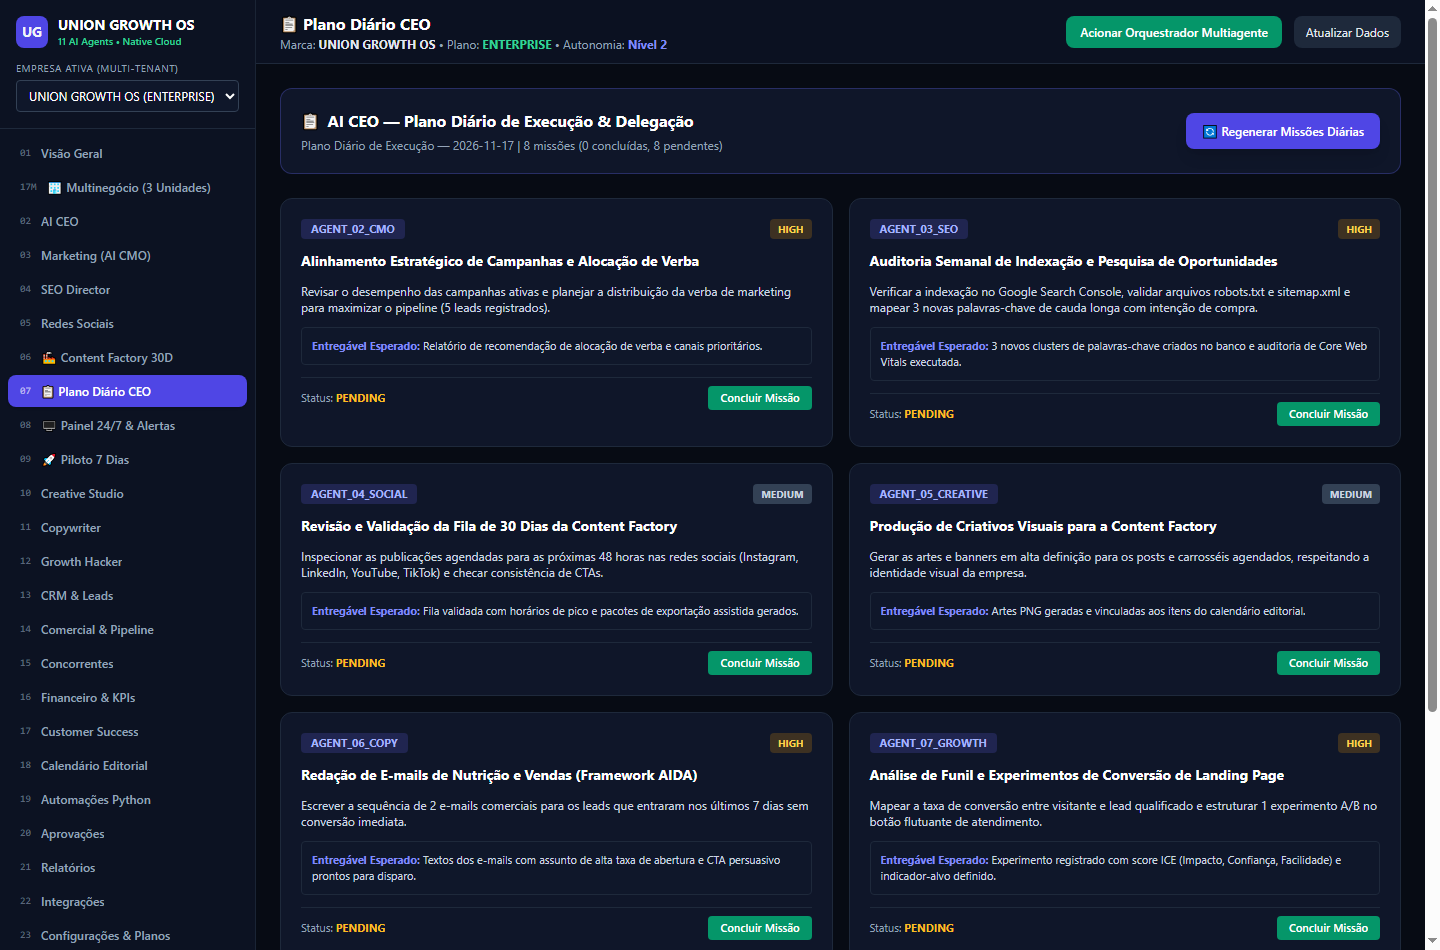 UG
UNION GROWTH OS
11 AI Agents • Native Cloud
EMPRESA ATIVA (MULTI-TENANT)
UNION GROWTH OS (ENTERPRISE)
01 Visão Geral
17M Multinegócio (3 Unidades)
02 AI CEO
03 Marketing (AI CMO)
04 SEO Director
05 Redes Sociais
06 Content Factory 30D
07 Plano Diário CEO
08 Painel 24/7 & Alertas
09 Piloto 7 Dias
10 Creative Studio
11 Copywriter
12 Growth Hacker
13 CRM & Leads
14 Comercial & Pipeline
15 Concorrentes
16 Financeiro & KPIs
17 Customer Success
18 Calendário Editorial
19 Automações Python
20 Aprovações
21 Relatórios
22 Integrações
23 Configurações & Planos
Plano Diário CEO
Marca: UNION GROWTH OS • Plano: ENTERPRISE • Autonomia: Nível 2
Acionar Orquestrador Multiagente
Atualizar Dados
AI CEO — Plano Diário de Execução & Delegação
Plano Diário de Execução — 2026-11-17 | 8 missões (0 concluídas, 8 pendentes)
Regenerar Missões Diárias
AGENT_02_CMO
HIGH
Alinhamento Estratégico de Campanhas e Alocação de Verba
Revisar o desempenho das campanhas ativas e planejar a distribuição da verba de marketing
para maximizar o pipeline (5 leads registrados).
Entregável Esperado: Relatório de recomendação de alocação de verba e canais prioritários.
Status: PENDING
Concluir Missão
AGENT_03_SEO
HIGH
Auditoria Semanal de Indexação e Pesquisa de Oportunidades
Verificar a indexação no Google Search Console, validar arquivos robots.txt e sitemap.xml e
mapear 3 novas palavras-chave de cauda longa com intenção de compra.
Entregável Esperado: 3 novos clusters de palavras-chave criados no banco e auditoria de Core Web
Vitals executada.
Status: PENDING
Concluir Missão
AGENT_04_SOCIAL
MEDIUM
Revisão e Validação da Fila de 30 Dias da Content Factory
Inspecionar as publicações agendadas para as próximas 48 horas nas redes sociais (Instagram,
LinkedIn, YouTube, TikTok) e checar consistência de CTAs.
Entregável Esperado: Fila validada com horários de pico e pacotes de exportação assistida gerados.
Status: PENDING
Concluir Missão
AGENT_05_CREATIVE
MEDIUM
Produção de Criativos Visuais para a Content Factory
Gerar as artes e banners em alta definição para os posts e carrosséis agendados, respeitando a
identidade visual da empresa.
Entregável Esperado: Artes PNG geradas e vinculadas aos itens do calendário editorial.
Status: PENDING
Concluir Missão
AGENT_06_COPY
HIGH
Redação de E-mails de Nutrição e Vendas (Framework AIDA)
Escrever a sequência de 2 e-mails comerciais para os leads que entraram nos últimos 7 dias sem
conversão imediata.
Entregável Esperado: Textos dos e-mails com assunto de alta taxa de abertura e CTA persuasivo
prontos para disparo.
Status: PENDING
Concluir Missão
AGENT_07_GROWTH
HIGH
Análise de Funil e Experimentos de Conversão de Landing Page
Mapear a taxa de conversão entre visitante e lead qualificado e estruturar 1 experimento A/B no
botão flutuante de atendimento.
Entregável Esperado: Experimento registrado com score ICE (Impacto, Confiança, Facilidade) e
indicador-alvo definido.
Status: PENDING
Concluir Missão